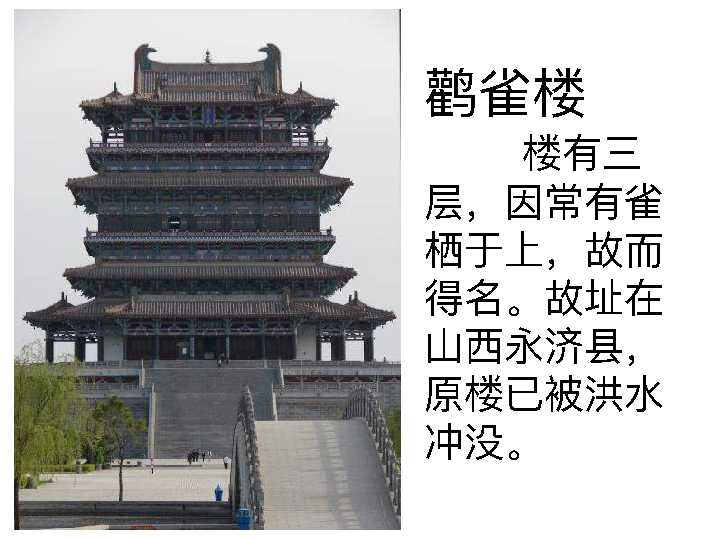 鹳雀楼
楼有三
层，因常有雀
栖于上，故而
得名。故址在
山西永济县，
原楼已被洪水
冲没。